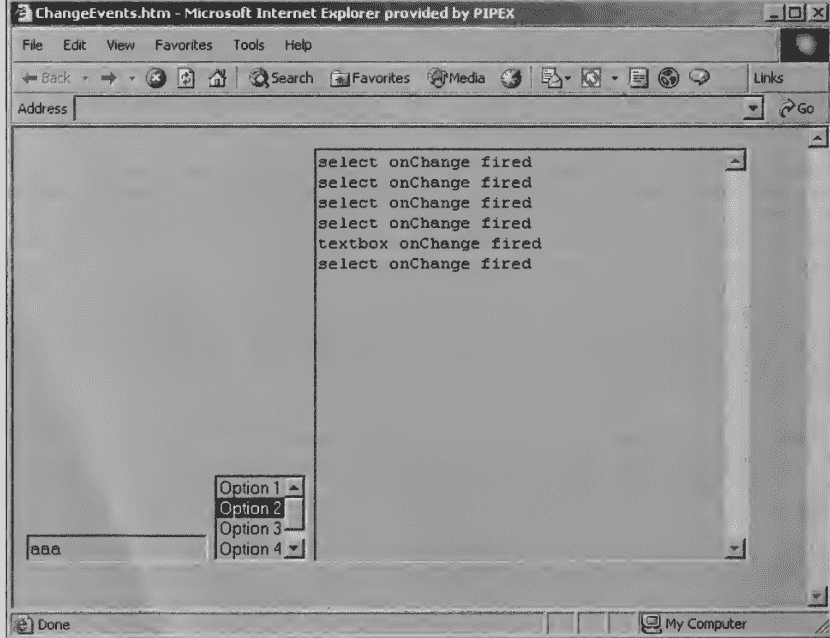 ChangeEvents.htm - Microsoft Internet Explorer provided by PIPEX
File Edit View Favorites Tools Help
Back Search Favorites Media Links
Address Go
select onChange fired
select onChange fired
select onChange fired
select onChange fired
textbox onChange fired
select onChange fired
Option 1
Option 2
Option 3
aaa Option 4
Done My Computer